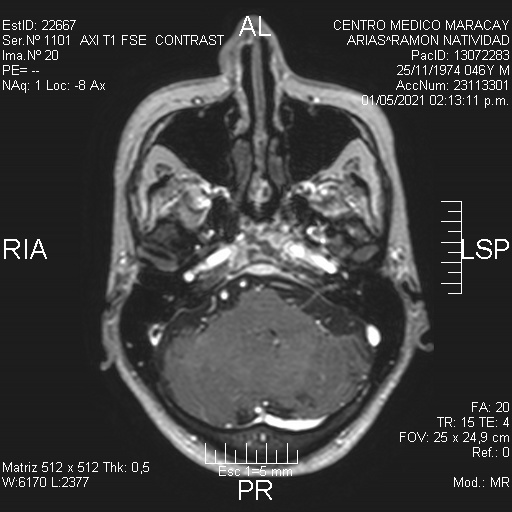 EstID: 22667
Ser.Nº 1101 AXI T1 FSE CONTRAST
Ima.Nº 20
PE= --
NAq: 1 Loc: -8 Ax
AL
CENTRO MEDICO MARACAY
ARIAS^RAMON NATIVIDAD
PacID: 13072283
25/11/1974 046Y M
AccNum: 23113301
01/05/2021 02:13:11 p.m.
RIA
LSP
FA: 20
TR: 15 TE: 4
FOV: 25 x 24,9 cm
Ref.: 0
Matriz 512 x 512 Thk: 0,5
W:6170 L:2377
Esc 1=5 mm
PR
Mod.: MR